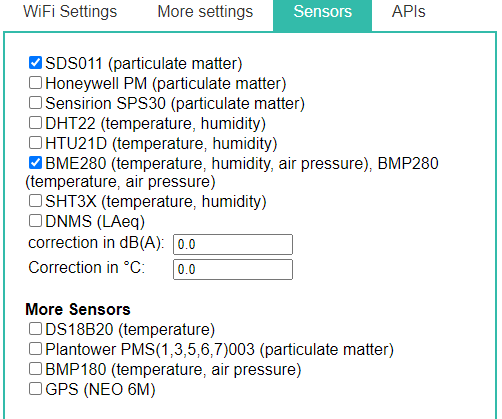 WiFi Settings More settings Sensors APIs
SDS011 (particulate matter)
Honeywell PM (particulate matter)
Sensirion SPS30 (particulate matter)
DHT22 (temperature, humidity)
HTU21D (temperature, humidity)
BME280 (temperature, humidity, air pressure), BMP280
(temperature, air pressure)
SHT3X (temperature, humidity)
DNMS (LAeq)
correction in dB(A): 0.0
Correction in °C: 0.0
More Sensors
DS18B20 (temperature)
Plantower PMS(1,3,5,6,7)003 (particulate matter)
BMP180 (temperature, air pressure)
GPS (NEO 6M)